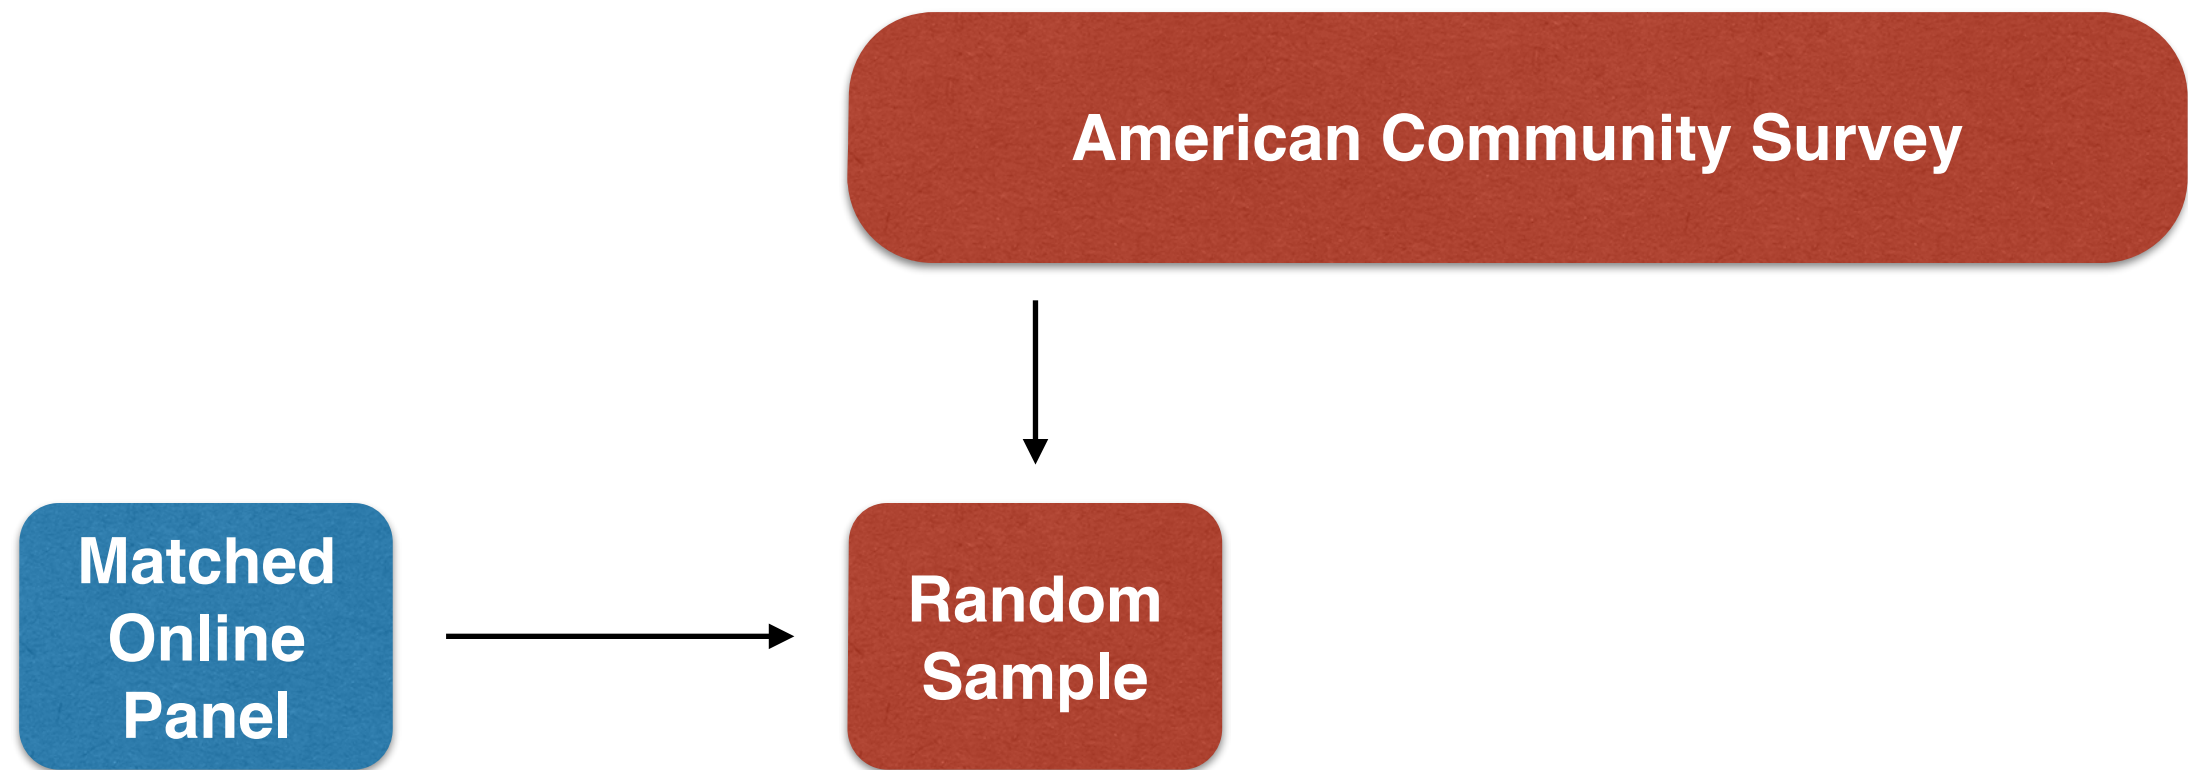 American Community Survey
Matched
Online
Panel
Random
Sample